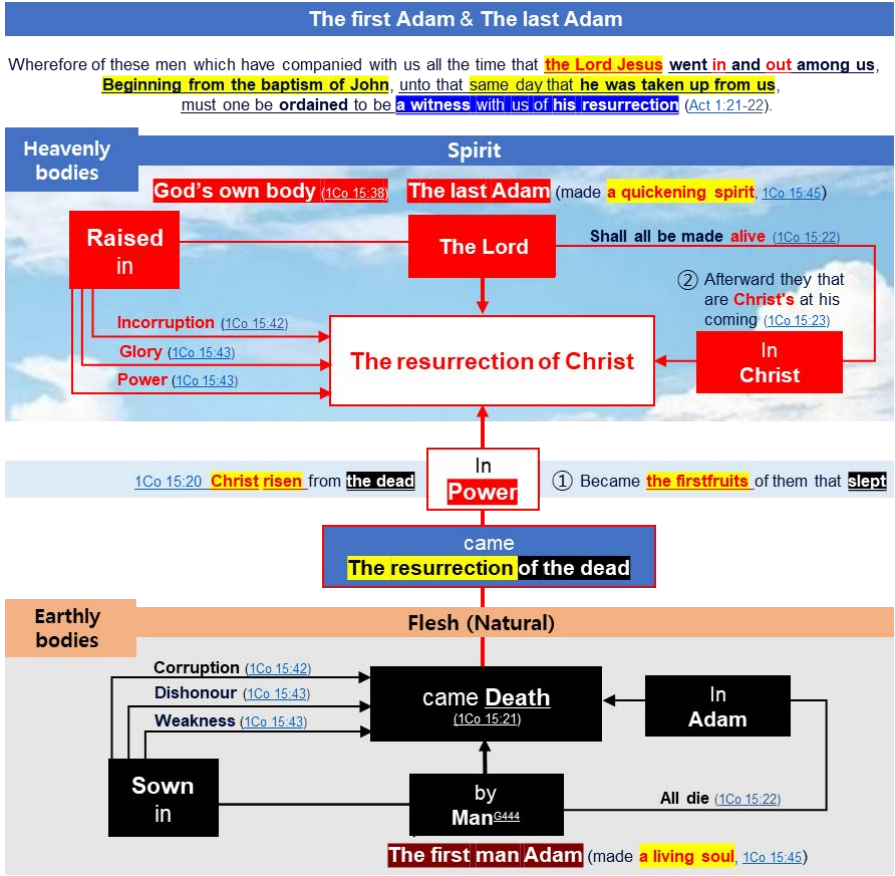 The first Adam & The last Adam
Wherefore of these men which have companied with us all the time that the Lord Jesus went in and out among us,
Beginning from the baptism of John, unto that same day that he was taken up from us,
must one be ordained to be a witness with us of his resurrection (Act 1:21-22).
Heavenly
bodies
Spirit
God's own body (1Co 15:38)
The last Adam (made a quickening spirit, 1Co 15:45)
Raised
in
The Lord
Shall all be made alive (1Co 15:22)
② Afterward they that
are Christ's at his
coming (1Co 15:23)
Incorruption (1Co 15:42)
Glory (1Co 15:43)
Power (1Co 15:43)
The resurrection of Christ
In
Christ
1Co 15:20 Christ risen from the dead
In
Power
① Became the firstfruits of them that slept
came
The resurrection of the dead
Earthly
bodies
Flesh (Natural)
Corruption (1Co 15:42)
Dishonour (1Co 15:43)
Weakness (1Co 15:43)
came Death
(1Co 15:21)
In
Adam
Sown
in
by
Man G444
All die (1Co 15:22)
The first man Adam (made a living soul, 1Co 15:45)